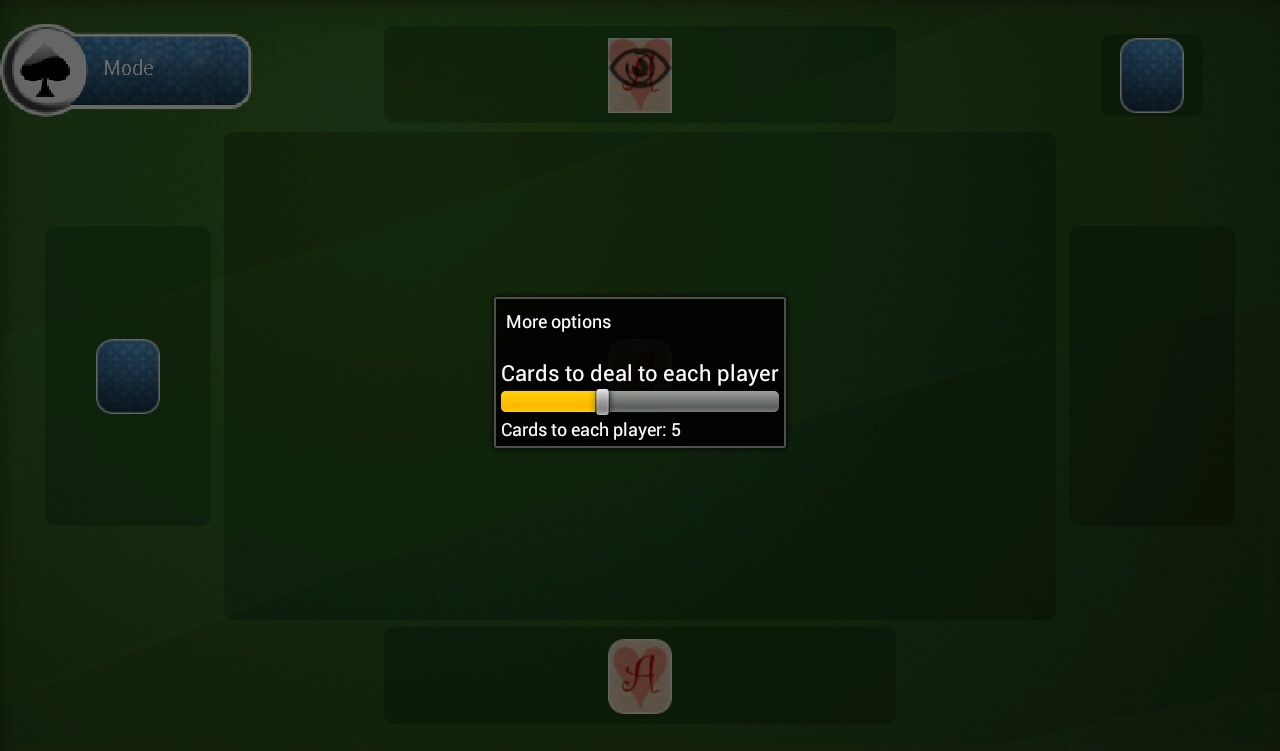 Mode
A
More options
Cards to deal to each player
Cards to each player: 5
A